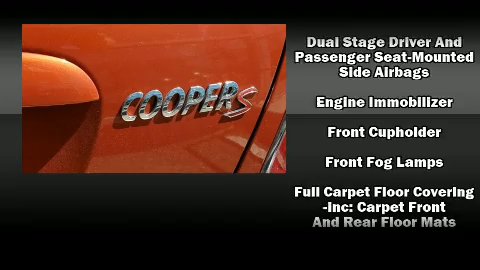 COOPER S
Dual Stage Driver And
Passenger Seat-Mounted
Side Airbags
Engine Immobilizer
Front Cupholder
Front Fog Lamps
Full Carpet Floor Covering
-inc: Carpet Front
And Rear Floor Mats